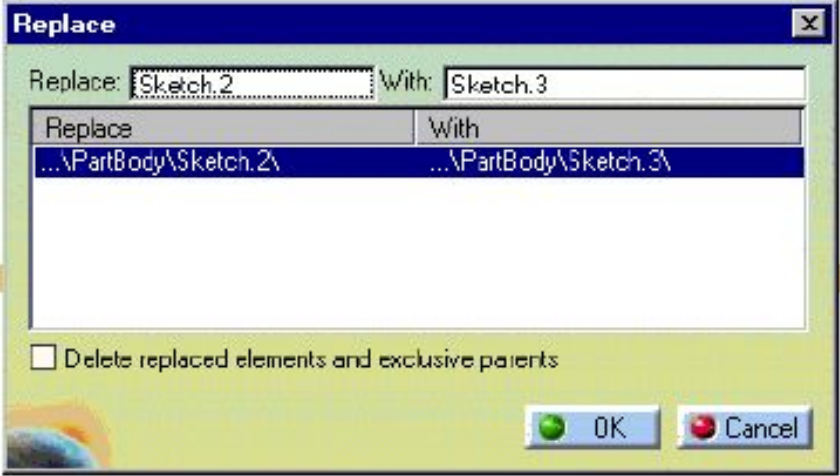 Replace
Replace: Sketch.2 With: Sketch.3
Replace With
...\PartBody\Sketch.2\ ...\PartBody\Sketch.3\
Delete replaced elements and exclusive parents
OK Cancel